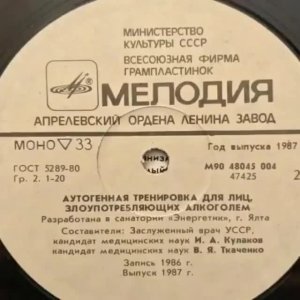 МИНИСТЕРСТВО
КУЛЬТУРЫ СССР
ВСЕСОЮЗНАЯ ФИРМА
ГРАМПЛАСТИНОК
МЕЛОДИЯ
АПРЕЛЕВСКИЙ ОРДЕНА ЛЕНИНА ЗАВОД
МОНО ▽ 33
Год выпуска 1987
ГОСТ 5289-80
М90 48045 004
Гр. 2. 1-20
47425
2
АУТОГЕННАЯ ТРЕНИРОВКА ДЛЯ ЛИЦ,
ЗЛОУПОТРЕБЛЯЮЩИХ АЛКОГОЛЕМ
Разработана в санатории «Энергетик», г. Ялта
Составители: Заслуженный врач УССР,
кандидат медицинских наук И. А. Кулаков
кандидат медицинских наук В. Я. Ткаченко
Запись 1986 г.
Выпуск 1987 г.